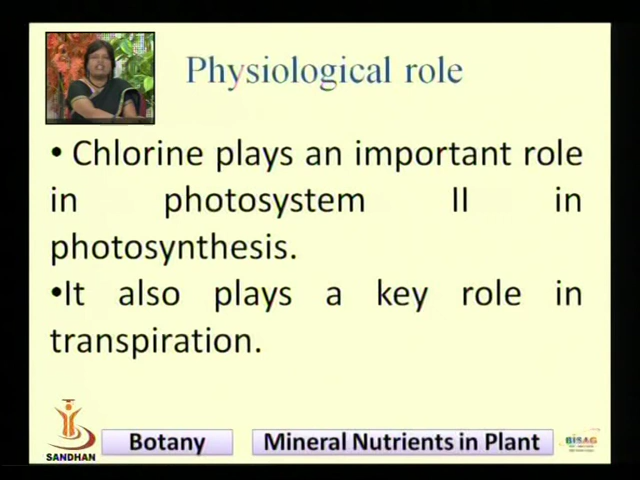 Physiological role
• Chlorine plays an important role
in photosystem II in
photosynthesis.
•It also plays a key role in
transpiration.
SANDHAN
Botany
Mineral Nutrients in Plant
BISAG